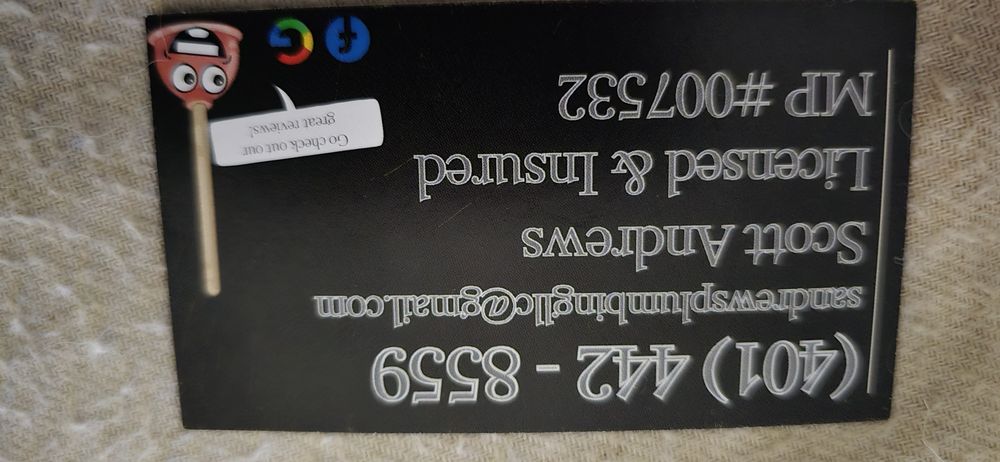 (401) 442 - 8559
sandrewsplumbingllc@gmail.com
Scott Andrews
Licensed & Insured
MP #007532
Go check out our
great reviews!